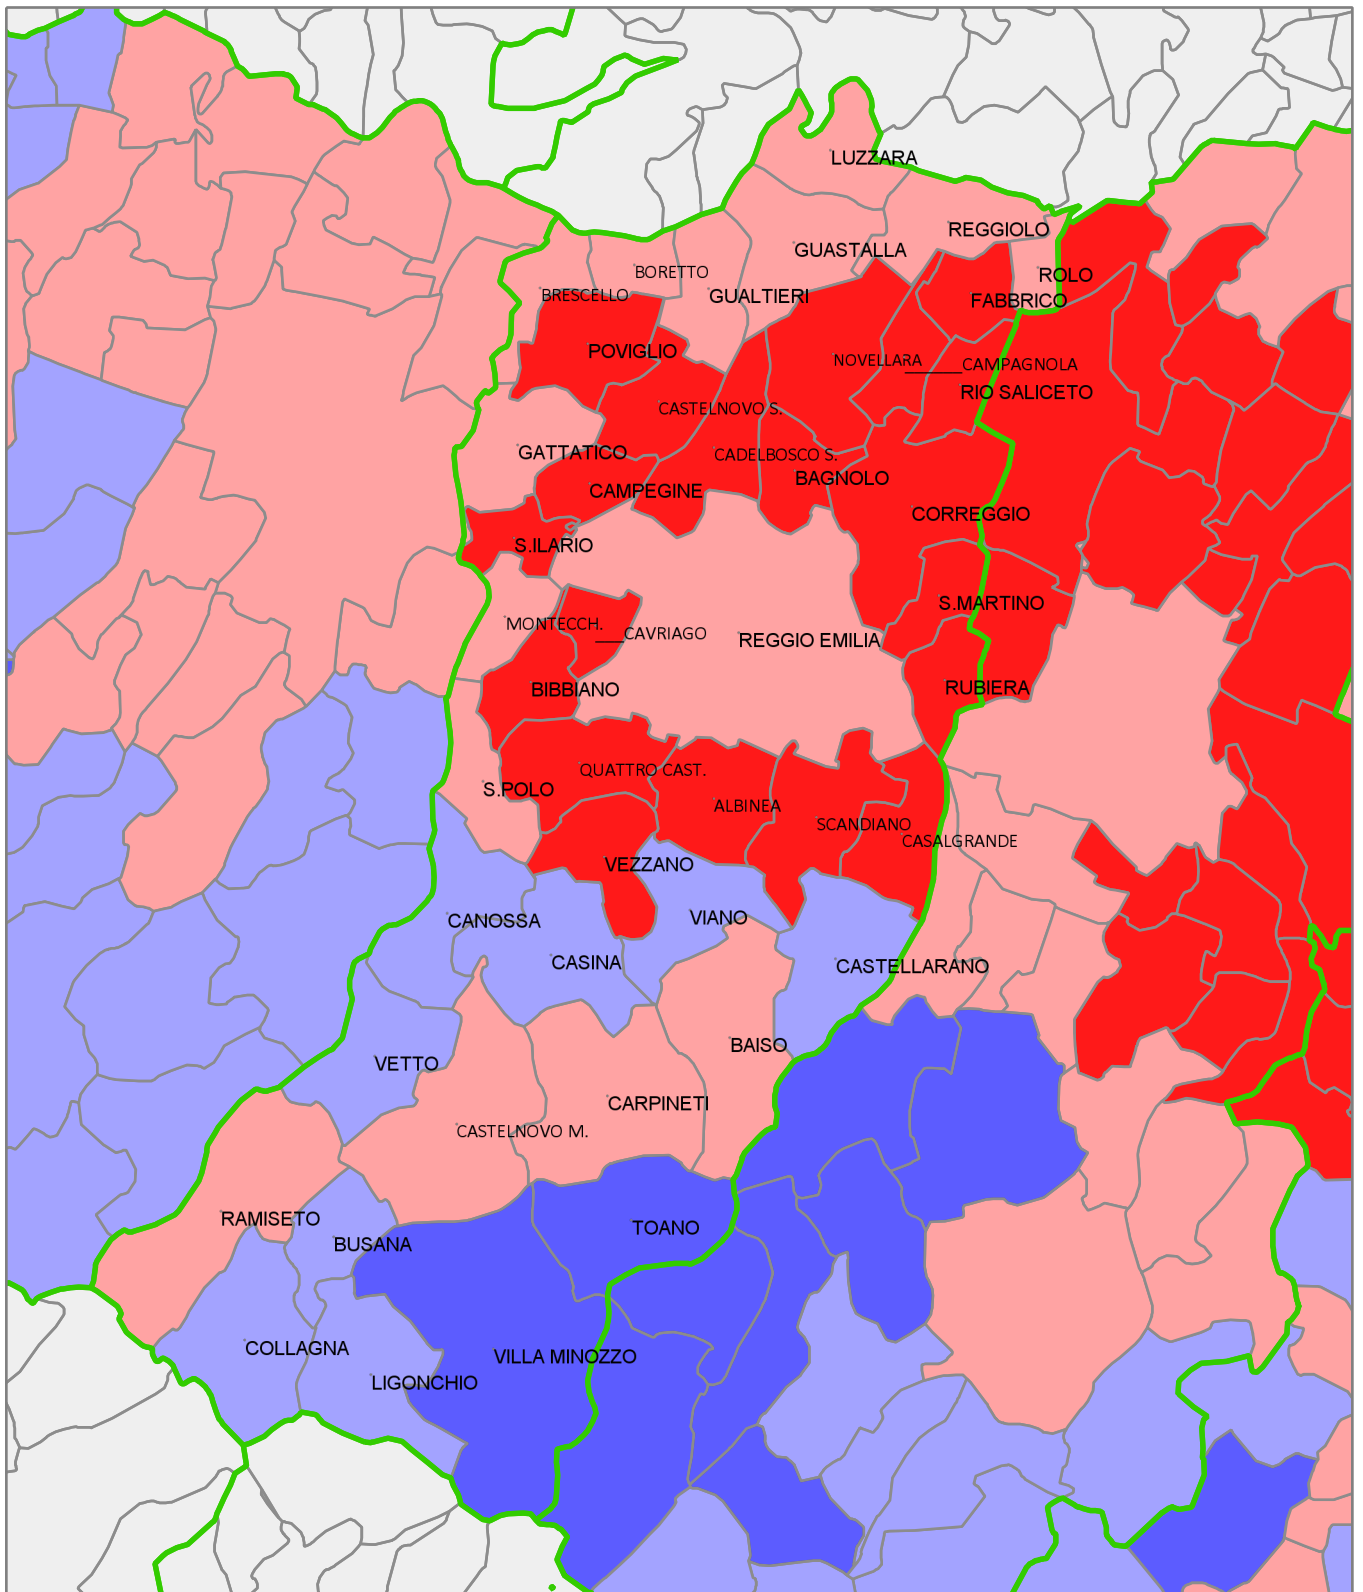 LUZZARA
REGGIOLO
GUASTALLA
BORETTO
ROLO
BRESCELLO
GUALTIERI
FABBRICO
POVIGLIO
NOVELLARA
______CAMPAGNOLA
RIO SALICETO
CASTELNOVO S.
GATTATICO
CADELBOSCO S.
BAGNOLO
CAMPEGINE
CORREGGIO
S.ILARIO
S.MARTINO
MONTECCH.
___CAVRIAGO
REGGIO EMILIA
BIBBIANO
RUBIERA
QUATTRO CAST.
S.POLO
ALBINEA
SCANDIANO
CASALGRANDE
VEZZANO
CANOSSA
VIANO
CASINA
CASTELLARANO
BAISO
VETTO
CARPINETI
CASTELNOVO M.
RAMISETO
TOANO
BUSANA
COLLAGNA
VILLA MINOZZO
LIGONCHIO